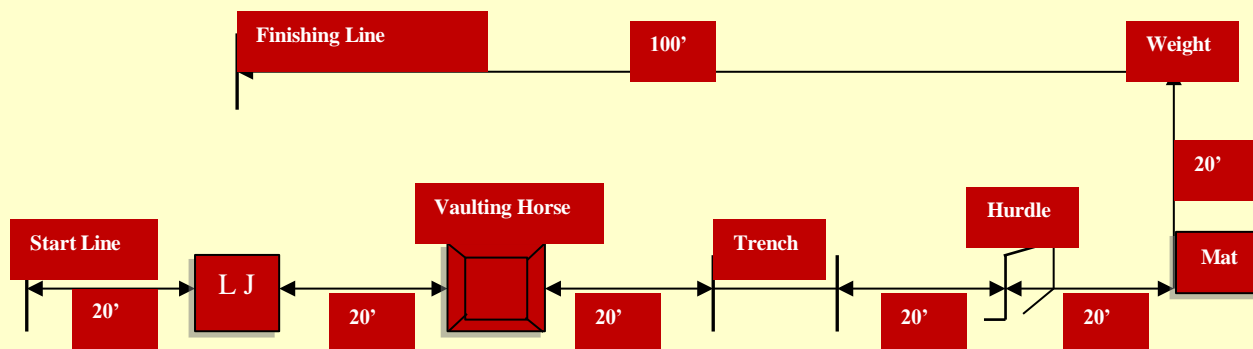 Finishing Line
100’
Weight
20’
Vaulting Horse
Hurdle
Start Line
Trench
Mat
L J
20’
20’
20’
20’
20’